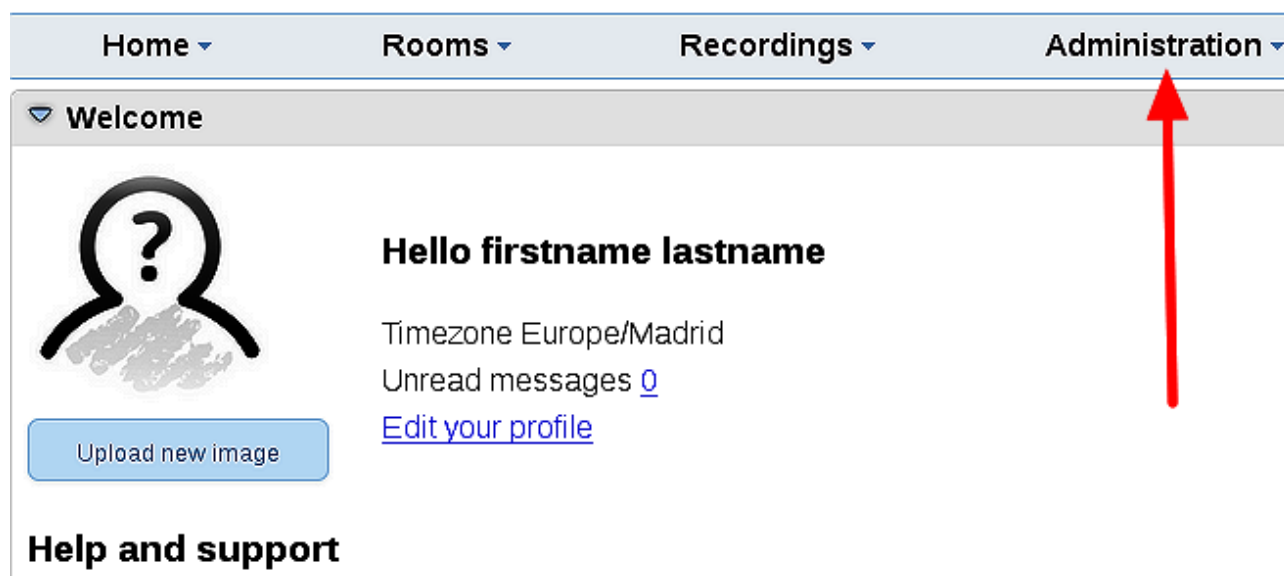 Home Rooms Recordings Administration
Welcome
?
Hello firstname lastname
Timezone Europe/Madrid
Unread messages 0
Edit your profile
Upload new image
Help and support